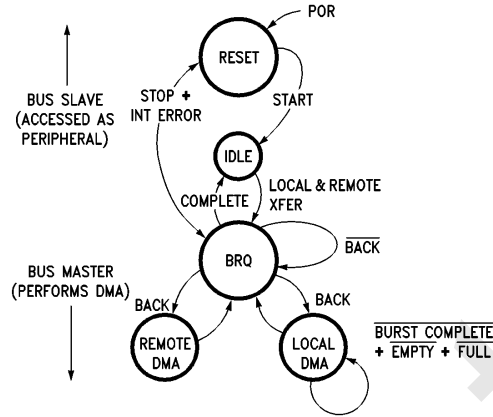 POR
RESET
BUS SLAVE
(ACCESSED AS
PERIPHERAL)
STOP +
INT ERROR
START
IDLE
COMPLETE
LOCAL & REMOTE
XFER
BRQ
BACK
BUS MASTER
(PERFORMS DMA)
BACK
BACK
REMOTE
DMA
LOCAL
DMA
BURST COMPLETE
+ EMPTY + FULL